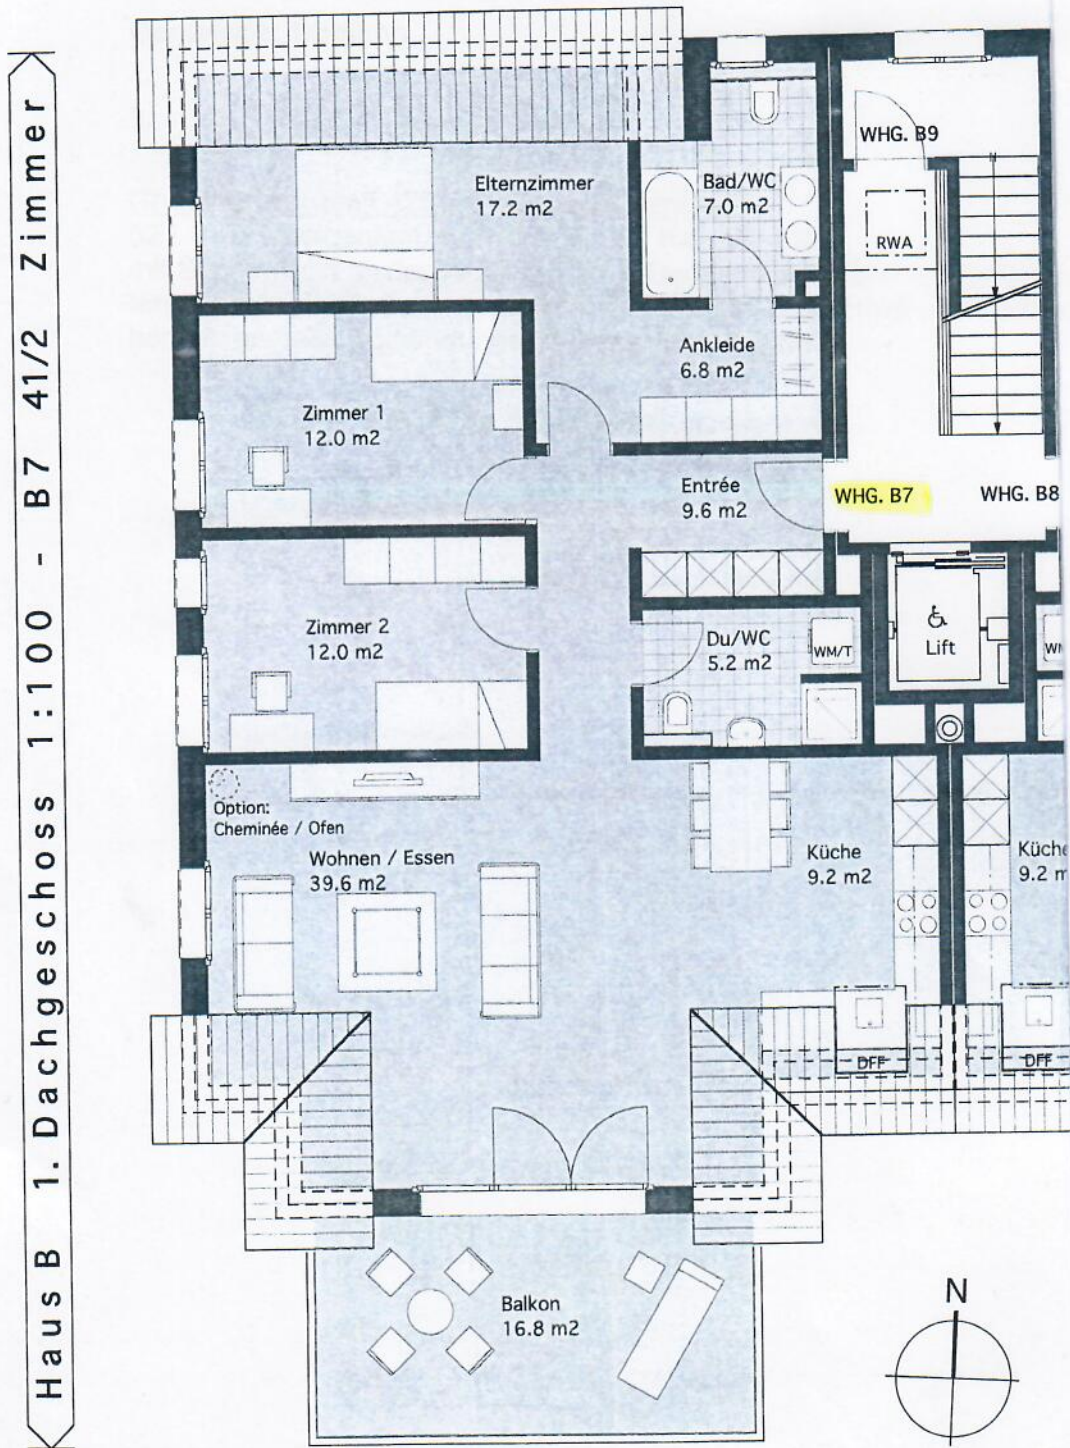 Haus B 1. Dachgeschoss 1:100 - B7 41/2 Zimmer
WHG. B9
Elternzimmer
17.2 m2
Bad/WC
7.0 m2
RWA
Ankleide
6.8 m2
Zimmer 1
12.0 m2
Entrée
9.6 m2
WHG. B7
WHG. B8
Zimmer 2
12.0 m2
Du/WC
5.2 m2
WM/T
Lift
Option:
Cheminée / Ofen
Wohnen / Essen
39.6 m2
Küche
9.2 m2
Küche
9.2 m
DFF
DFF
Balkon
16.8 m2
N